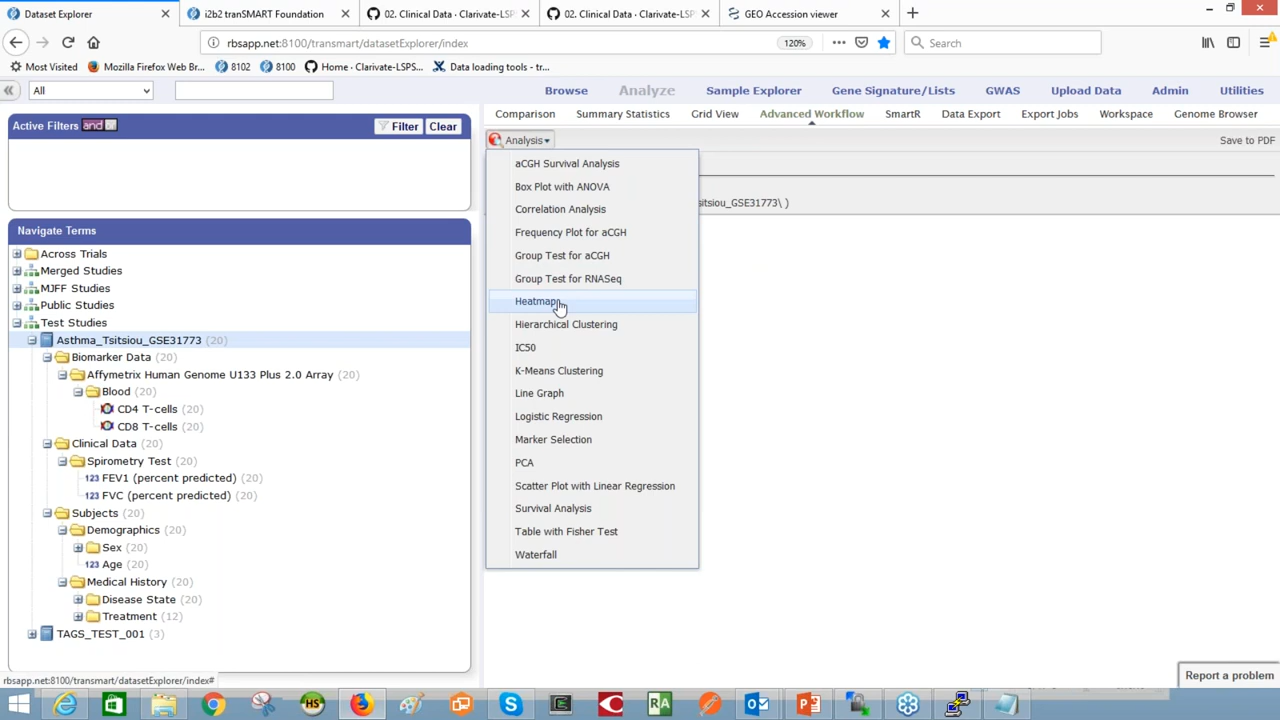 Dataset Explorer
i2b2 tranSMART Foundation
02. Clinical Data · Clarivate-LSPS
02. Clinical Data · Clarivate-LSPS
GEO Accession viewer
rbsapp.net:8100/transmart/datasetExplorer/index
120%
Search
Most Visited
Mozilla Firefox Web Br...
8102
8100
Home · Clarivate-LSPS...
Data loading tools - tr...
All
Browse
Analyze
Sample Explorer
Gene Signature/Lists
GWAS
Upload Data
Admin
Utilities
Active Filters
and
or
Filter
Clear
Comparison
Summary Statistics
Grid View
Advanced Workflow
SmartR
Data Export
Export Jobs
Workspace
Genome Browser
Analysis
Save to PDF
sitsiou_GSE31773\ )
aCGH Survival Analysis
Box Plot with ANOVA
Correlation Analysis
Frequency Plot for aCGH
Group Test for aCGH
Group Test for RNASeq
Heatmap
Hierarchical Clustering
IC50
K-Means Clustering
Line Graph
Logistic Regression
Marker Selection
PCA
Scatter Plot with Linear Regression
Survival Analysis
Table with Fisher Test
Waterfall
Navigate Terms
Across Trials
Merged Studies
MJFF Studies
Public Studies
Test Studies
Asthma_Tsitsiou_GSE31773 (20)
Biomarker Data (20)
Affymetrix Human Genome U133 Plus 2.0 Array (20)
Blood (20)
CD4 T-cells (20)
CD8 T-cells (20)
Clinical Data (20)
Spirometry Test (20)
123 FEV1 (percent predicted) (20)
123 FVC (percent predicted) (20)
Subjects (20)
Demographics (20)
Sex (20)
123 Age (20)
Medical History (20)
Disease State (20)
Treatment (12)
TAGS_TEST_001 (3)
rbsapp.net:8100/transmart/datasetExplorer/index#
Report a problem
HS
RA